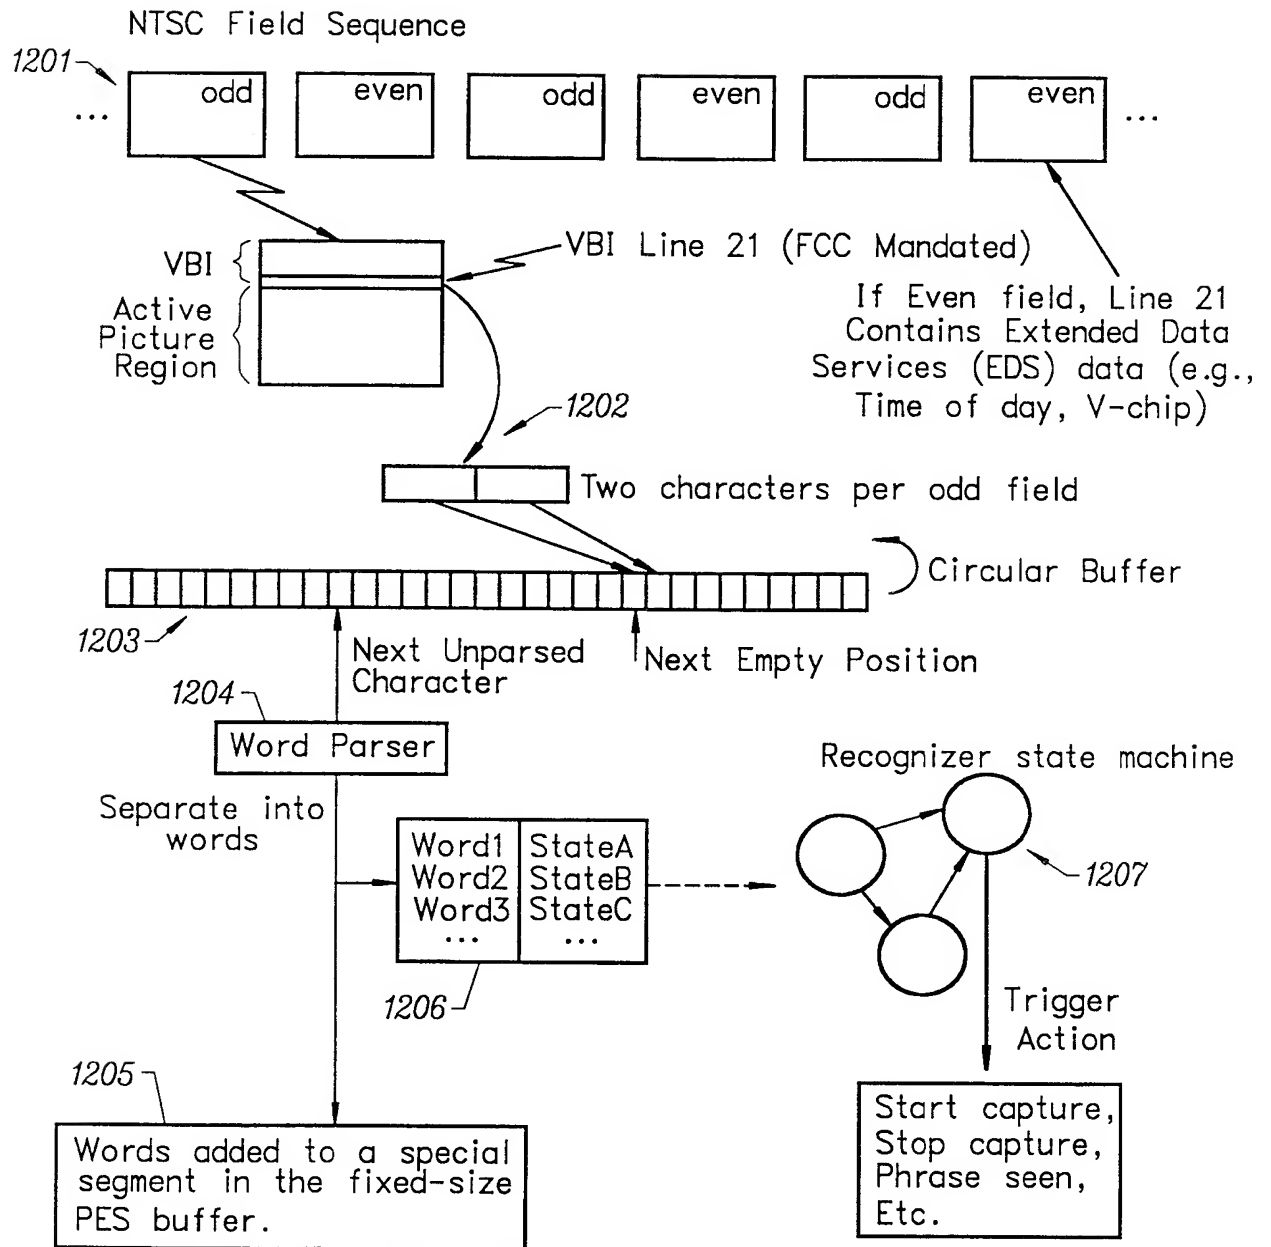 NTSC Field Sequence
1201
... odd even odd even odd even ...
VBI
VBI Line 21 (FCC Mandated)
Active
Picture
Region
If Even field, Line 21
Contains Extended Data
Services (EDS) data (e.g.,
Time of day, V-chip)
1202
Two characters per odd field
Circular Buffer
1203
Next Unparsed
Character
Next Empty Position
1204
Word Parser
Separate into
words
Word1 StateA
Word2 StateB
Word3 StateC
... ...
1206
Recognizer state machine
1207
Trigger
Action
1205
Words added to a special
segment in the fixed-size
PES buffer.
Start capture,
Stop capture,
Phrase seen,
Etc.